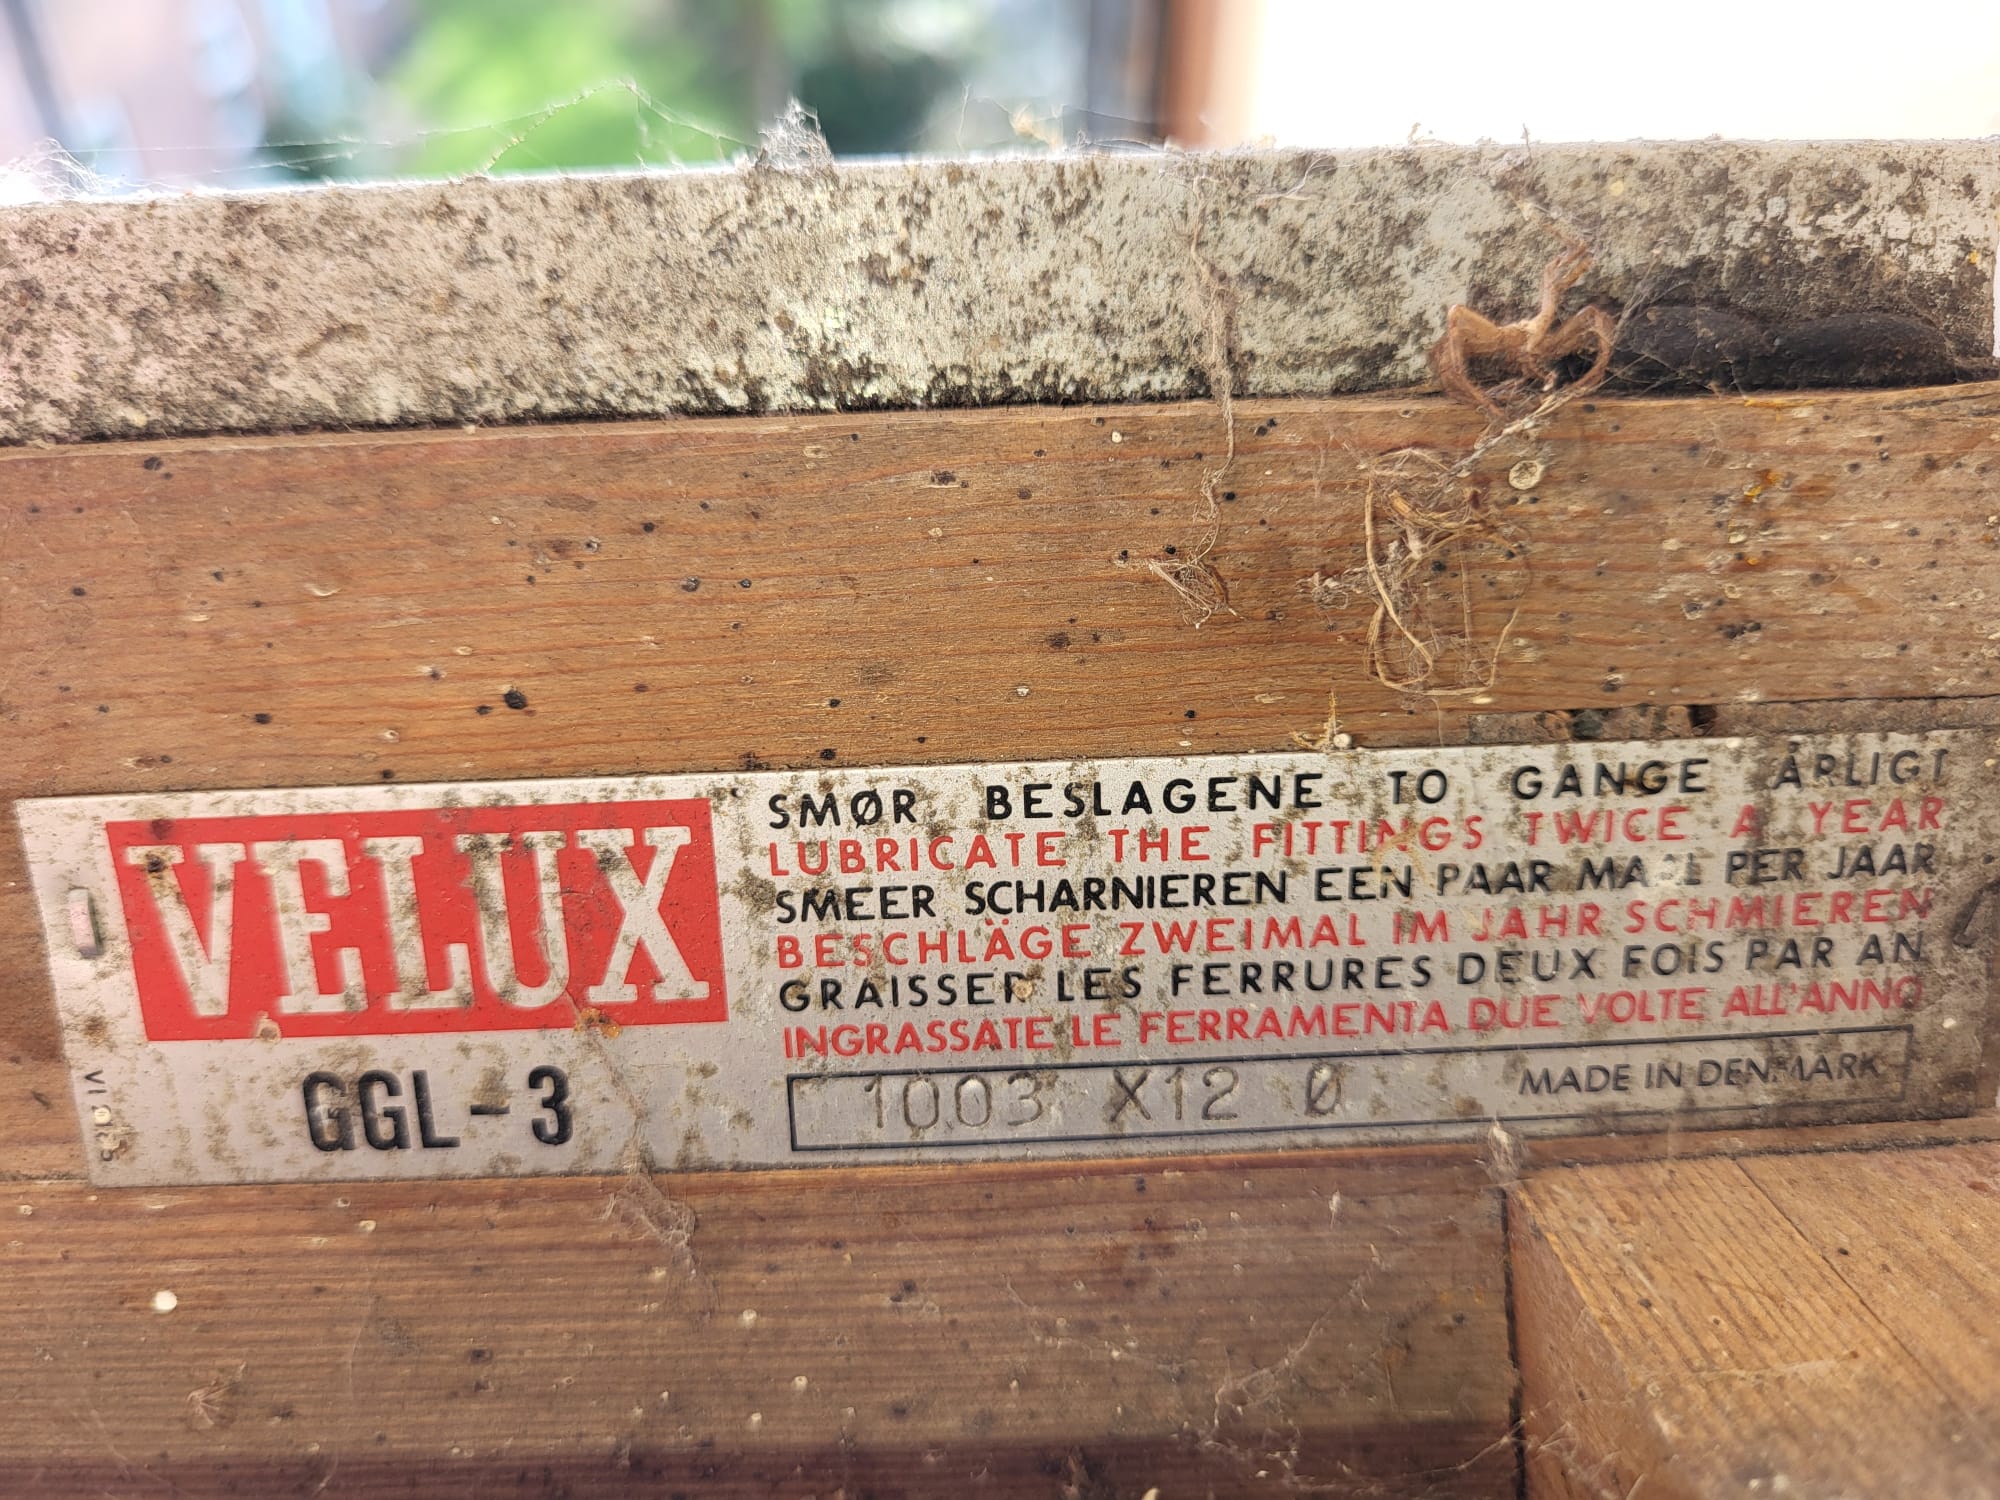 VELUX
GGL-3
SMØR BESLAGENE TO GANGE ÅRLIGT
LUBRICATE THE FITTINGS TWICE A YEAR
SMEER SCHARNIEREN EEN PAAR MAAL PER JAAR
BESCHLÄGE ZWEIMAL IM JAHR SCHMIEREN
GRAISSER LES FERRURES DEUX FOIS PAR AN
INGRASSATE LE FERRAMENTA DUE VOLTE ALL'ANNO
1003 X12 Ø
MADE IN DENMARK